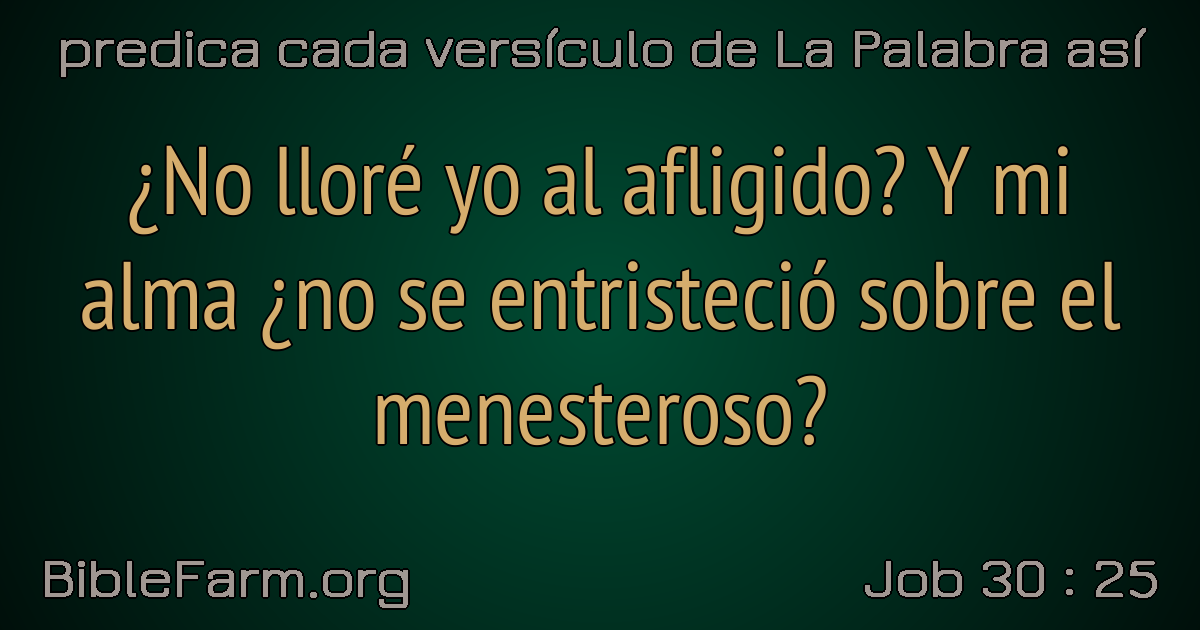 predica cada versículo de La Palabra así
¿No lloré yo al afligido? Y mi
alma ¿no se entristeció sobre el
menesteroso?
BibleFarm.org
Job 30 : 25